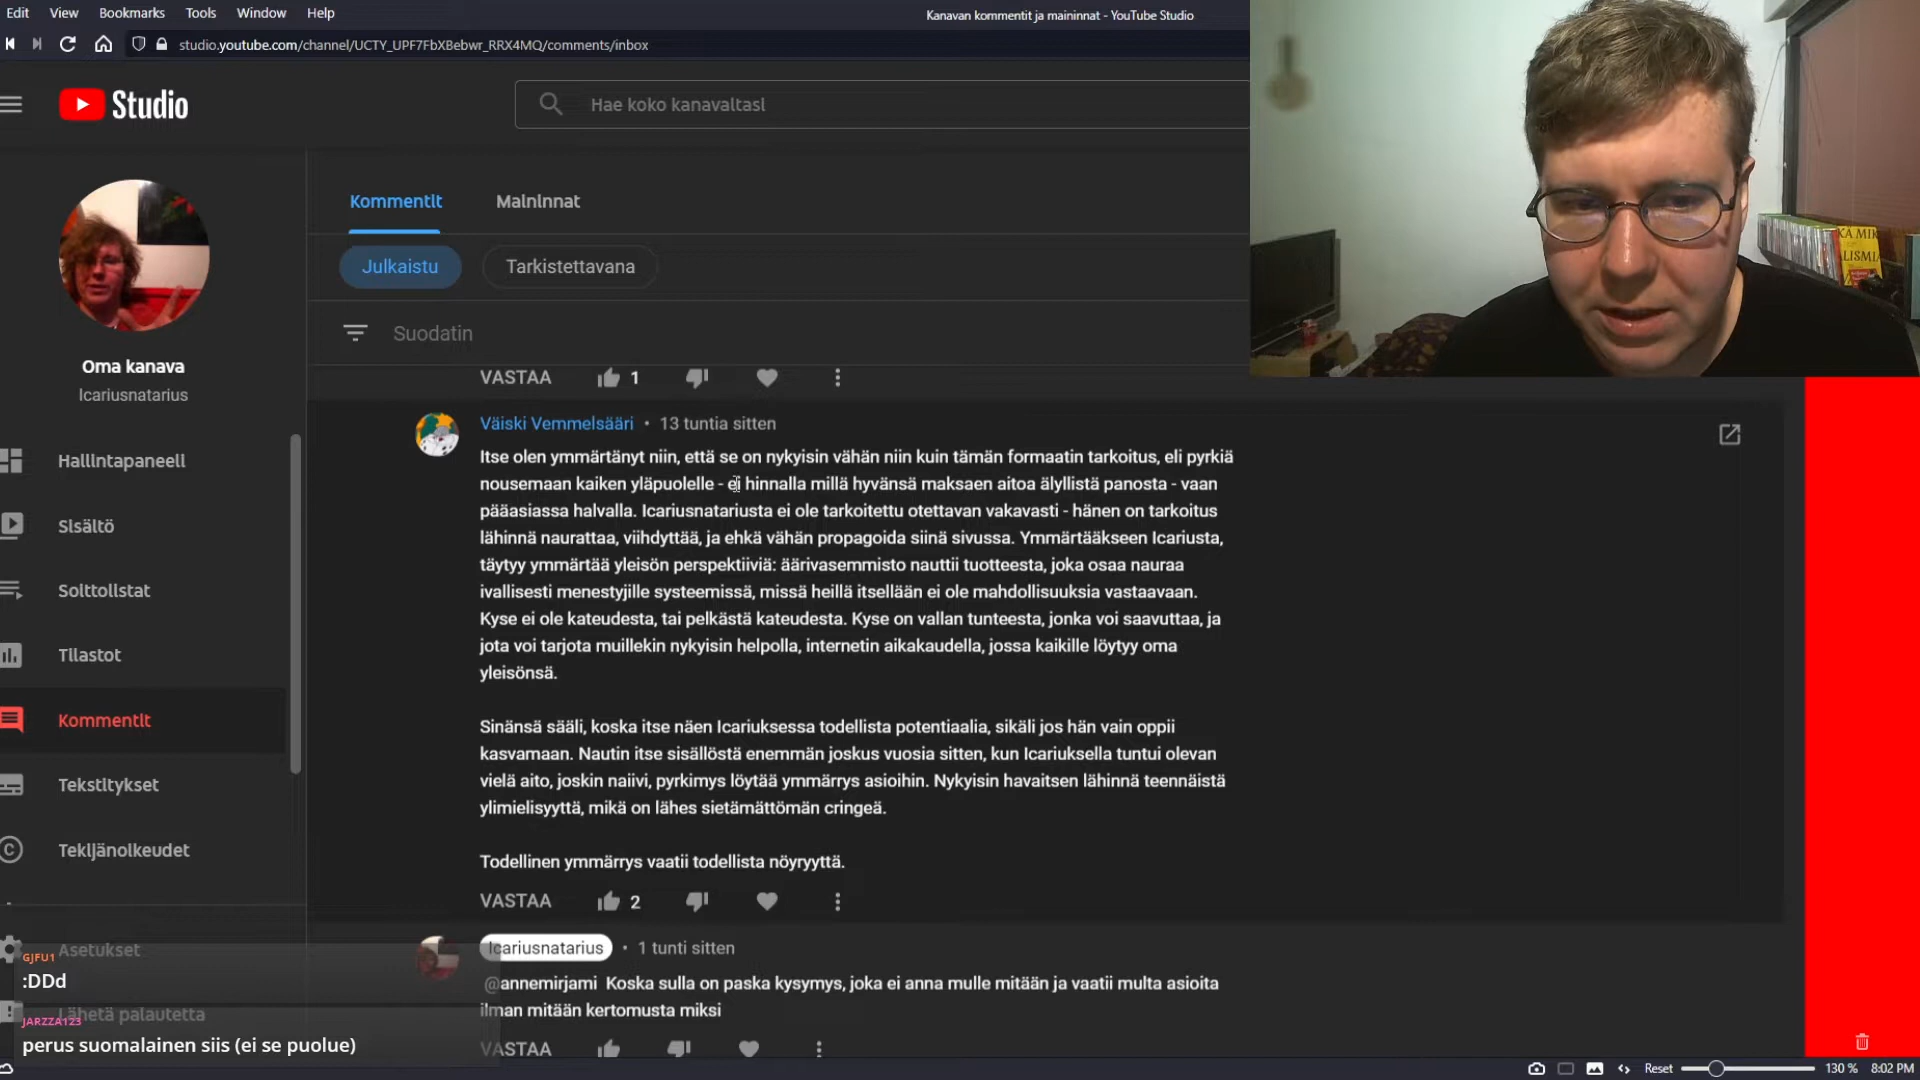 Edit View Bookmarks Tools Window Help
Kanavan kommentit ja maininnat - YouTube Studio
studio.youtube.com/channel/UCTY_UPF7FbXBebwr_RRX4MQ/comments/inbox
Studio
Hae koko kanavaltasi
Kommentit Maininnat
Julkaistu Tarkistettavana
Suodatin
Oma kanava
Icariusnatarius
Hallintapaneeli
Sisältö
Soittolistat
Tilastot
Kommentit
Tekstitykset
Tekijänoikeudet
Asetukset
Lähetä palautetta
VASTAA 1
Väiski Vemmelsääri • 13 tuntia sitten
Itse olen ymmärtänyt niin, että se on nykyisin vähän niin kuin tämän formaatin tarkoitus, eli pyrkiä
nousemaan kaiken yläpuolelle - ei hinnalla millä hyvänsä maksaen aitoa älyllistä panosta - vaan
pääasiassa halvalla. Icariusnatariusta ei ole tarkoitettu otettavan vakavasti - hänen on tarkoitus
lähinnä naurattaa, viihdyttää, ja ehkä vähän propagoida siinä sivussa. Ymmärtääkseen Icariusta,
täytyy ymmärtää yleisön perspektiiviä: äärivasemmisto nauttii tuotteesta, joka osaa nauraa
ivallisesti menestyjille systeemissä, missä heillä itsellään ei ole mahdollisuuksia vastaavaan.
Kyse ei ole kateudesta, tai pelkästä kateudesta. Kyse on vallan tunteesta, jonka voi saavuttaa, ja
jota voi tarjota muillekin nykyisin helpolla, internetin aikakaudella, jossa kaikille löytyy oma
yleisönsä.
Sinänsä sääli, koska itse näen Icariuksessa todellista potentiaalia, sikäli jos hän vain oppii
kasvamaan. Nautin itse sisällöstä enemmän joskus vuosia sitten, kun Icariuksella tuntui olevan
vielä aito, joskin naiivi, pyrkimys löytää ymmärrys asioihin. Nykyisin havaitsen lähinnä teennäistä
ylimielisyyttä, mikä on lähes sietämättömän cringeä.
Todellinen ymmärrys vaatii todellista nöyryyttä.
VASTAA 2
Icariusnatarius • 1 tunti sitten
@annemirjami Koska sulla on paska kysymys, joka ei anna mulle mitään ja vaatii multa asioita
ilman mitään kertomusta miksi
VASTAA
GJFU1
:DDd
JARZZA123
perus suomalainen siis (ei se puolue)
KA MIK
ALISMI
Reset 130 % 8:02 PM